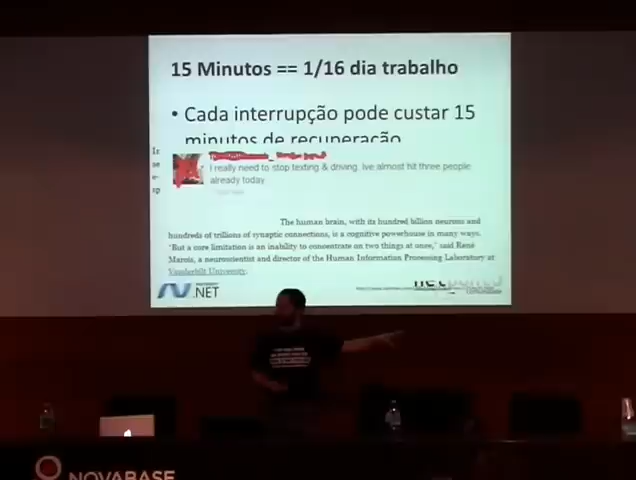 15 Minutos == 1/16 dia trabalho
• Cada interrupção pode custar 15
minutos de recuperação
I really need to stop texting & driving. Ive almost hit three people
already today
The human brain, with its hundred billion neurons and
hundreds of trillions of synaptic connections, is a cognitive powerhouse in many ways.
"But a core limitation is an inability to concentrate on two things at once," said René
Marois, a neuroscientist and director of the Human Information Processing Laboratory at
Vanderbilt University.
.NET
NOVABASE